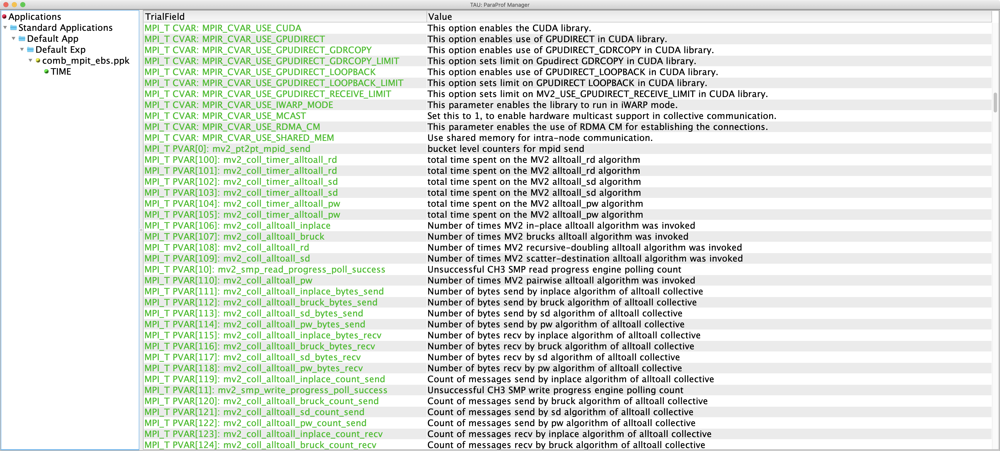 TAU: ParaProf Manager
Applications
Standard Applications
Default App
Default Exp
comb_mpit_ebs.ppk
TIME
TrialField Value
MPI_T CVAR: MPIR_CVAR_USE_CUDA This option enables the CUDA library.
MPI_T CVAR: MPIR_CVAR_USE_GPUDIRECT This option enables use of GPUDIRECT in CUDA library.
MPI_T CVAR: MPIR_CVAR_USE_GPUDIRECT_GDRCOPY This option enables use of GPUDIRECT_GDRCOPY in CUDA library.
MPI_T CVAR: MPIR_CVAR_USE_GPUDIRECT_GDRCOPY_LIMIT This option sets limit on Gpudirect GDRCOPY in CUDA library.
MPI_T CVAR: MPIR_CVAR_USE_GPUDIRECT_LOOPBACK This option enables use of GPUDIRECT_LOOPBACK in CUDA library.
MPI_T CVAR: MPIR_CVAR_USE_GPUDIRECT_LOOPBACK_LIMIT This option sets limit on GPUDIRECT LOOPBACK in CUDA library.
MPI_T CVAR: MPIR_CVAR_USE_GPUDIRECT_RECEIVE_LIMIT This option sets limit on MV2_USE_GPUDIRECT_RECEIVE_LIMIT in CUDA library.
MPI_T CVAR: MPIR_CVAR_USE_IWARP_MODE This parameter enables the library to run in iWARP mode.
MPI_T CVAR: MPIR_CVAR_USE_MCAST Set this to 1, to enable hardware multicast support in collective communication.
MPI_T CVAR: MPIR_CVAR_USE_RDMA_CM This parameter enables the use of RDMA CM for establishing the connections.
MPI_T CVAR: MPIR_CVAR_USE_SHARED_MEM Use shared memory for intra-node communication.
MPI_T PVAR[0]: mv2_pt2pt_mpid_send bucket level counters for mpid send
MPI_T PVAR[100]: mv2_coll_timer_alltoall_rd total time spent on the MV2 alltoall_rd algorithm
MPI_T PVAR[101]: mv2_coll_timer_alltoall_rd total time spent on the MV2 alltoall_rd algorithm
MPI_T PVAR[102]: mv2_coll_timer_alltoall_sd total time spent on the MV2 alltoall_sd algorithm
MPI_T PVAR[103]: mv2_coll_timer_alltoall_sd total time spent on the MV2 alltoall_sd algorithm
MPI_T PVAR[104]: mv2_coll_timer_alltoall_pw total time spent on the MV2 alltoall_pw algorithm
MPI_T PVAR[105]: mv2_coll_timer_alltoall_pw total time spent on the MV2 alltoall_pw algorithm
MPI_T PVAR[106]: mv2_coll_alltoall_inplace Number of times MV2 in-place alltoall algorithm was invoked
MPI_T PVAR[107]: mv2_coll_alltoall_bruck Number of times MV2 brucks alltoall algorithm was invoked
MPI_T PVAR[108]: mv2_coll_alltoall_rd Number of times MV2 recursive-doubling alltoall algorithm was invoked
MPI_T PVAR[109]: mv2_coll_alltoall_sd Number of times MV2 scatter-destination alltoall algorithm was invoked
MPI_T PVAR[10]: mv2_smp_read_progress_poll_success Unsuccessful CH3 SMP read progress engine polling count
MPI_T PVAR[110]: mv2_coll_alltoall_pw Number of times MV2 pairwise alltoall algorithm was invoked
MPI_T PVAR[111]: mv2_coll_alltoall_inplace_bytes_send Number of bytes send by inplace algorithm of alltoall collective
MPI_T PVAR[112]: mv2_coll_alltoall_bruck_bytes_send Number of bytes send by bruck algorithm of alltoall collective
MPI_T PVAR[113]: mv2_coll_alltoall_sd_bytes_send Number of bytes send by sd algorithm of alltoall collective
MPI_T PVAR[114]: mv2_coll_alltoall_pw_bytes_send Number of bytes send by pw algorithm of alltoall collective
MPI_T PVAR[115]: mv2_coll_alltoall_inplace_bytes_recv Number of bytes recv by inplace algorithm of alltoall collective
MPI_T PVAR[116]: mv2_coll_alltoall_bruck_bytes_recv Number of bytes recv by bruck algorithm of alltoall collective
MPI_T PVAR[117]: mv2_coll_alltoall_sd_bytes_recv Number of bytes recv by sd algorithm of alltoall collective
MPI_T PVAR[118]: mv2_coll_alltoall_pw_bytes_recv Number of bytes recv by pw algorithm of alltoall collective
MPI_T PVAR[119]: mv2_coll_alltoall_inplace_count_send Count of messages send by inplace algorithm of alltoall collective
MPI_T PVAR[11]: mv2_smp_write_progress_poll_success Unsuccessful CH3 SMP write progress engine polling count
MPI_T PVAR[120]: mv2_coll_alltoall_bruck_count_send Count of messages send by bruck algorithm of alltoall collective
MPI_T PVAR[121]: mv2_coll_alltoall_sd_count_send Count of messages send by sd algorithm of alltoall collective
MPI_T PVAR[122]: mv2_coll_alltoall_pw_count_send Count of messages send by pw algorithm of alltoall collective
MPI_T PVAR[123]: mv2_coll_alltoall_inplace_count_recv Count of messages recv by inplace algorithm of alltoall collective
MPI_T PVAR[124]: mv2_coll_alltoall_bruck_count_recv Count of messages recv by bruck algorithm of alltoall collective